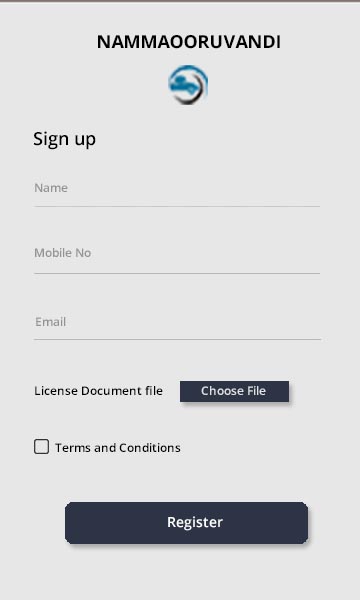 NAMMAOORUVANDI
Sign up
Name
Mobile No
Email
License Document file Choose File
Terms and Conditions
Register